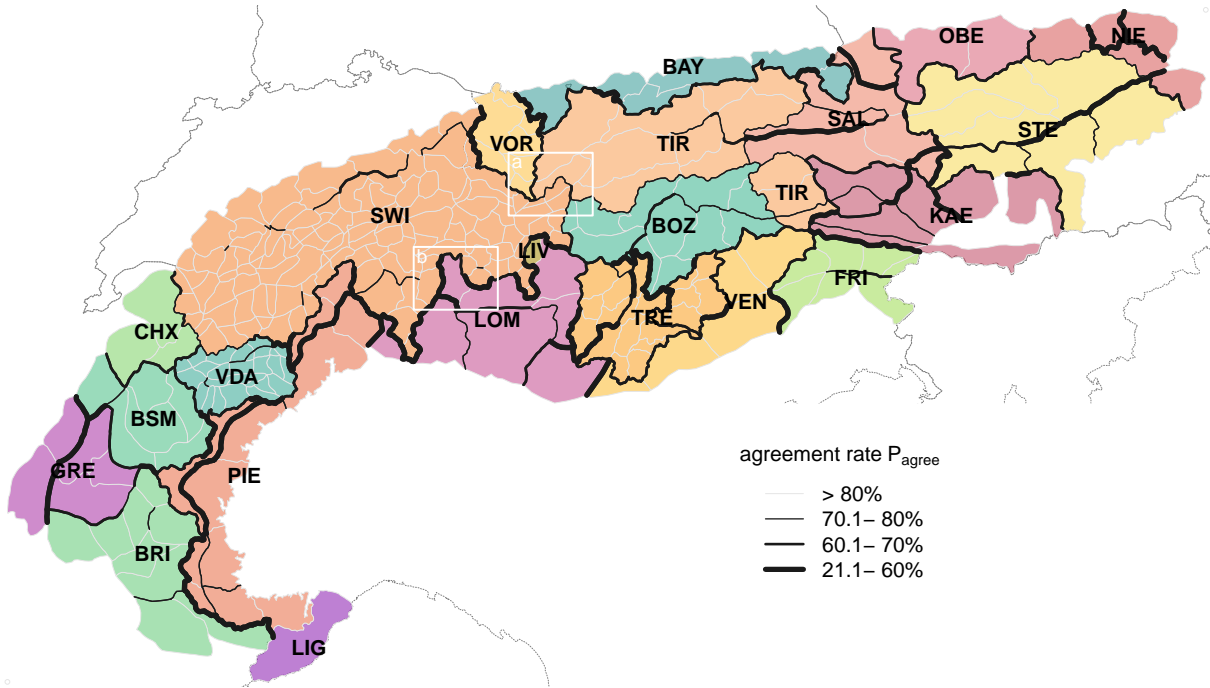 OBE
NIE
BAY
SAL
STE
VOR
TIR
a
TIR
SWI
KAE
BOZ
LIV
b
FRI
VEN
TRE
LOM
CHX
VDA
BSM
GRE
PIE
BRI
LIG
agreement rate Pagree
> 80%
70.1– 80%
60.1– 70%
21.1– 60%